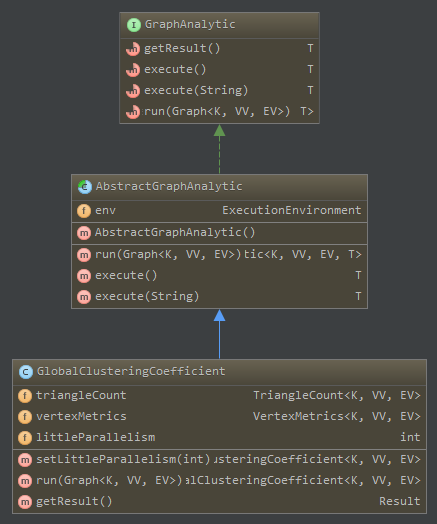 GraphAnalytic
getResult() T
execute() T
execute(String) T
run(Graph<K, VV, EV>) T>
AbstractGraphAnalytic
env ExecutionEnvironment
AbstractGraphAnalytic()
run(Graph<K, VV, EV>) tic<K, VV, EV, T>
execute() T
execute(String) T
GlobalClusteringCoefficient
triangleCount TriangleCount<K, VV, EV>
vertexMetrics VertexMetrics<K, VV, EV>
littleParallelism int
setLittleParallelism(int) usteringCoefficient<K, VV, EV>
run(Graph<K, VV, EV>) alClusteringCoefficient<K, VV, EV>
getResult() Result